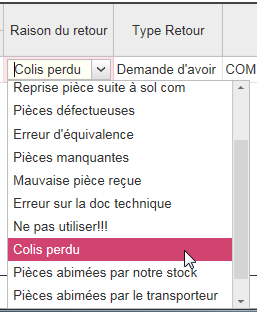 Raison du retour Type Retour
Colis perdu Demande d'avoir COM
Reprise pièce suite à sol com
Pièces défectueuses
Erreur d'équivalence
Pièces manquantes
Mauvaise pièce reçue
Erreur sur la doc technique
Ne pas utiliser!!!
Colis perdu
Pièces abimées par notre stock
Pièces abimées par le transporteur